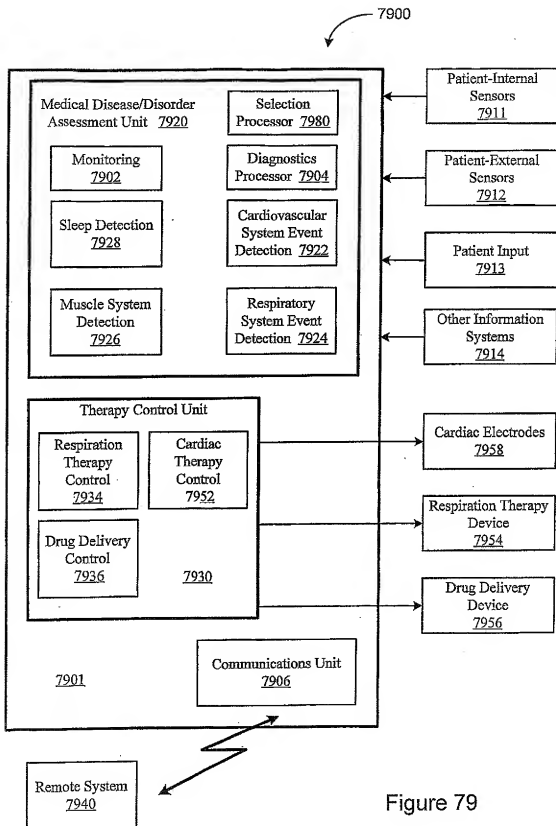 7900
Medical Disease/Disorder
Assessment Unit 7920
Selection
Processor 7980
Monitoring
7902
Diagnostics
Processor 7904
Sleep Detection
7928
Cardiovascular
System Event
Detection 7922
Muscle System
Detection
7926
Respiratory
System Event
Detection 7924
Patient-Internal
Sensors
7911
Patient-External
Sensors
7912
Patient Input
7913
Other Information
Systems
7914
Therapy Control Unit
Respiration
Therapy
Control
7934
Cardiac
Therapy
Control
7952
Drug Delivery
Control
7936
7930
Cardiac Electrodes
7958
Respiration Therapy
Device
7954
Drug Delivery
Device
7956
7901
Communications Unit
7906
Remote System
7940
Figure 79